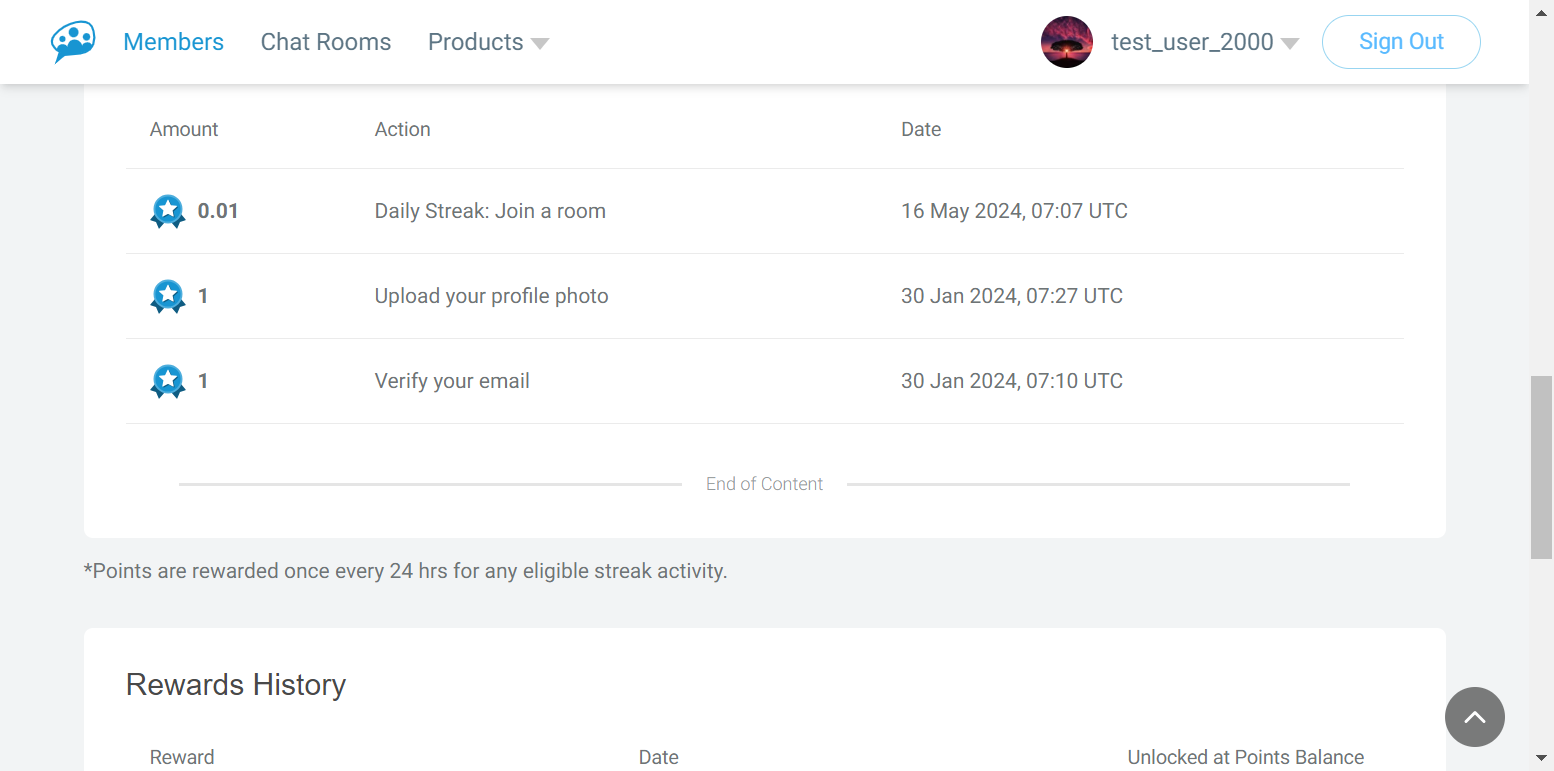 Members Chat Rooms Products test_user_2000 Sign Out
Amount Action Date
0.01 Daily Streak: Join a room 16 May 2024, 07:07 UTC
1 Upload your profile photo 30 Jan 2024, 07:27 UTC
1 Verify your email 30 Jan 2024, 07:10 UTC
End of Content
*Points are rewarded once every 24 hrs for any eligible streak activity.
Rewards History
Reward Date Unlocked at Points Balance